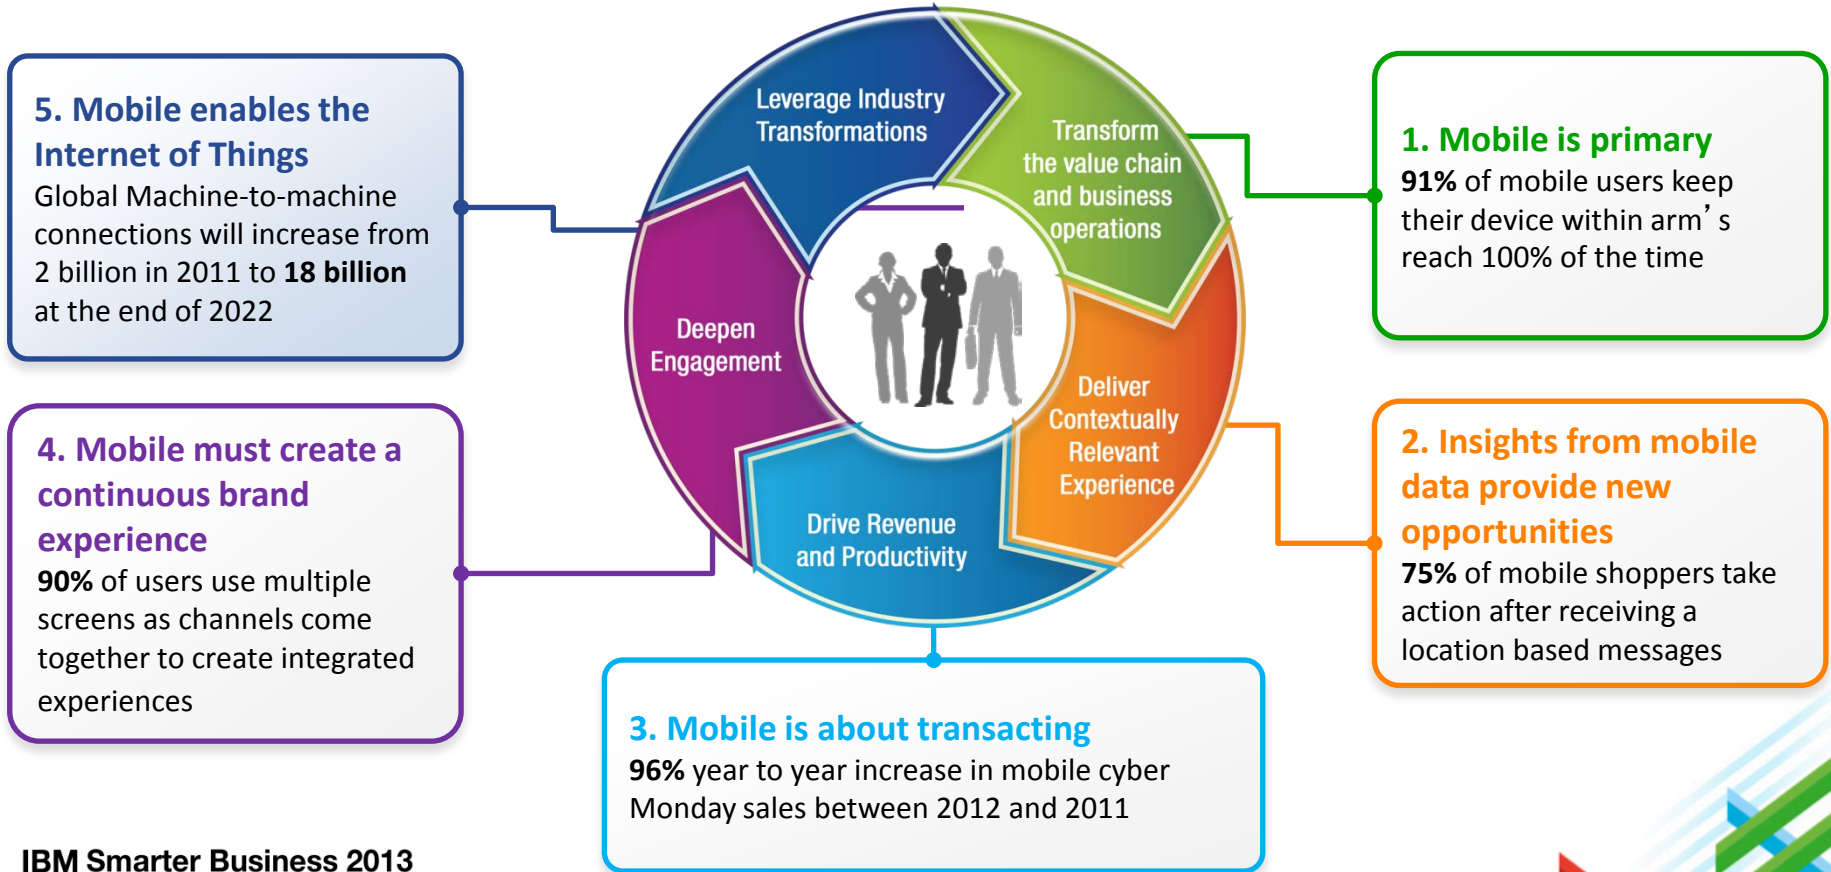 Leverage Industry
Transformations
Transform
the value chain
and business
operations
Deliver
Contextually
Relevant
Experience
Drive Revenue
and Productivity
Deepen
Engagement
1. Mobile is primary
91% of mobile users keep
their device within arm’s
reach 100% of the time
2. Insights from mobile
data provide new
opportunities
75% of mobile shoppers take
action after receiving a
location based messages
3. Mobile is about transacting
96% year to year increase in mobile cyber
Monday sales between 2012 and 2011
4. Mobile must create a
continuous brand
experience
90% of users use multiple
screens as channels come
together to create integrated
experiences
5. Mobile enables the
Internet of Things
Global Machine-to-machine
connections will increase from
2 billion in 2011 to 18 billion
at the end of 2022
IBM Smarter Business 2013